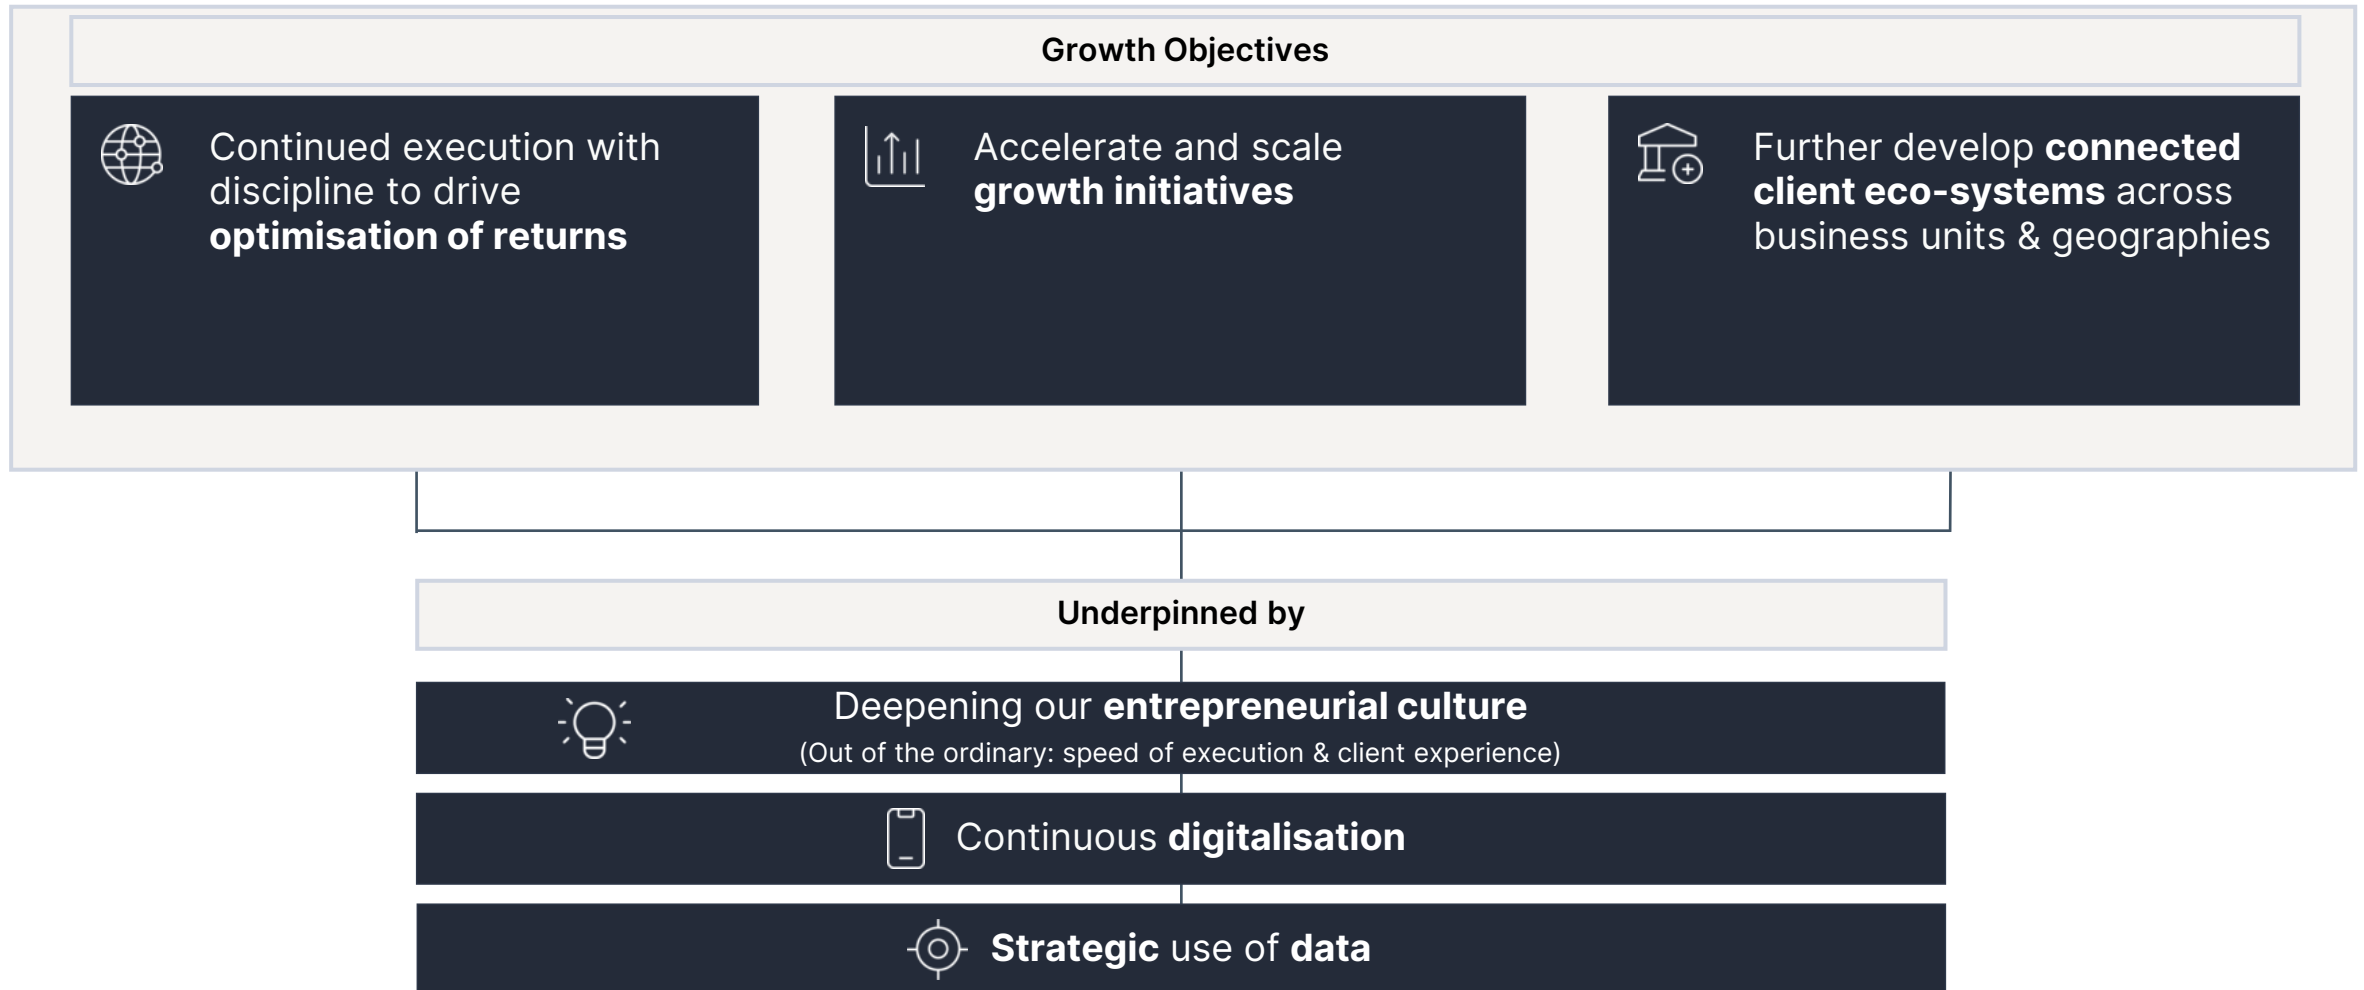 Growth Objectives
Continued execution with
discipline to drive
optimisation of returns
Accelerate and scale
growth initiatives
Further develop connected
client eco-systems across
business units & geographies
Underpinned by
Deepening our entrepreneurial culture
(Out of the ordinary: speed of execution & client experience)
Continuous digitalisation
Strategic use of data